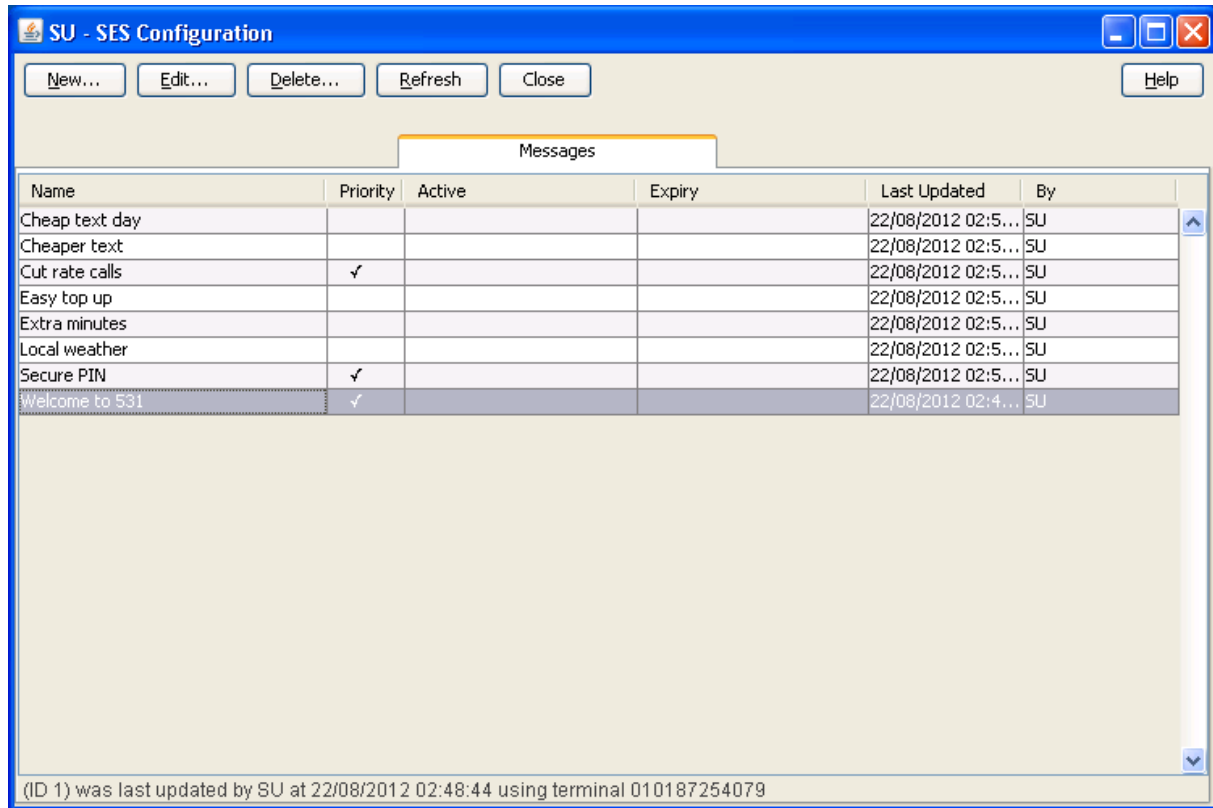 SU - SES Configuration
New... Edit... Delete... Refresh Close Help
Messages
Name Priority Active Expiry Last Updated By
Cheap text day 22/08/2012 02:5... SU
Cheaper text 22/08/2012 02:5... SU
Cut rate calls ✓ 22/08/2012 02:5... SU
Easy top up 22/08/2012 02:5... SU
Extra minutes 22/08/2012 02:5... SU
Local weather 22/08/2012 02:5... SU
Secure PIN ✓ 22/08/2012 02:5... SU
Welcome to 531 ✓ 22/08/2012 02:4... SU
(ID 1) was last updated by SU at 22/08/2012 02:48:44 using terminal 010187254079